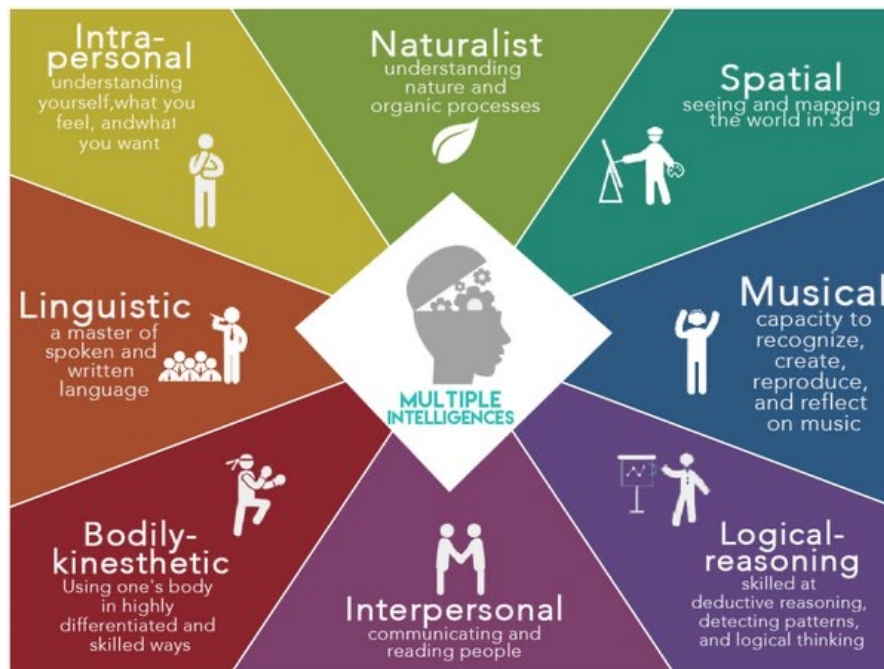 Intra-
personal
understanding
yourself,what you
feel, andwhat
you want
Naturalist
understanding
nature and
organic processes
Spatial
seeing and mapping
the world in 3d
Linguistic
a master of
spoken and
written
language
MULTIPLE
INTELLIGENCES
Musical
capacity to
recognize,
create,
reproduce,
and reflect
on music
Bodily-
kinesthetic
Using one's body
in highly
differentiated and
skilled ways
Interpersonal
communicating and
reading people
Logical-
reasoning
skilled at
deductive reasoning,
detecting patterns,
and logical thinking